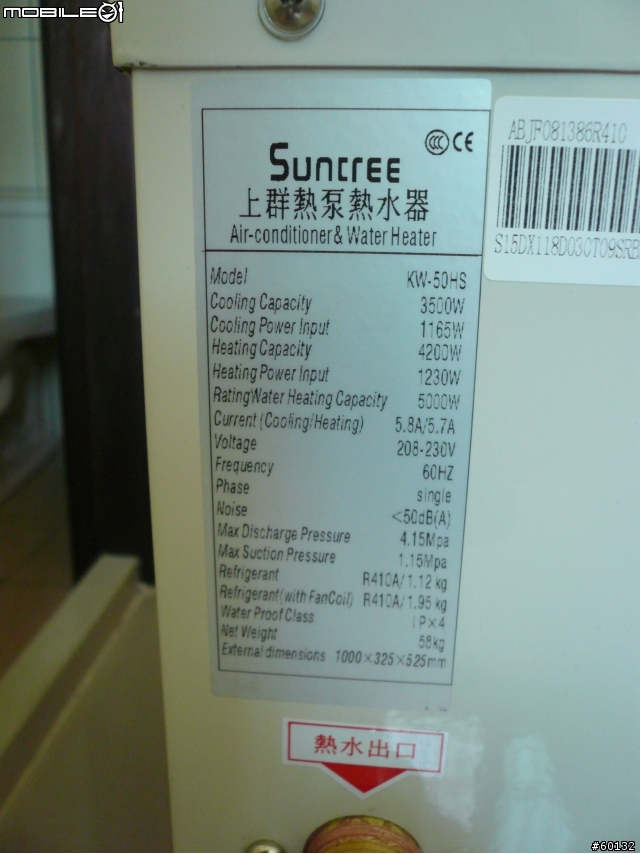 MOBILE01
Suntree
上群熱泵熱水器
Air-conditioner & Water Heater
Model KW-50HS
Cooling Capacity 3500W
Cooling Power Input 1165W
Heating Capacity 4200W
Heating Power Input 1230W
RatingWater Heating Capacity 5000W
Current (Cooling/Heating) 5.8A/5.7A
Voltage 208-230V
Frequency 60HZ
Phase single
Noise <50dB(A)
Max Discharge Pressure 4.15Mpa
Max Suction Pressure 1.15Mpa
Refrigerant R410A/1.12 kg
Refrigerant(with FanCoil) R410A/1.95 kg
Water Proof Class IP×4
Net Weight 58kg
External dimensions 1000×325×525mm
CCC CE
ABJF081386R410
S15DX118D030T09SRB
熱水出口
#60132